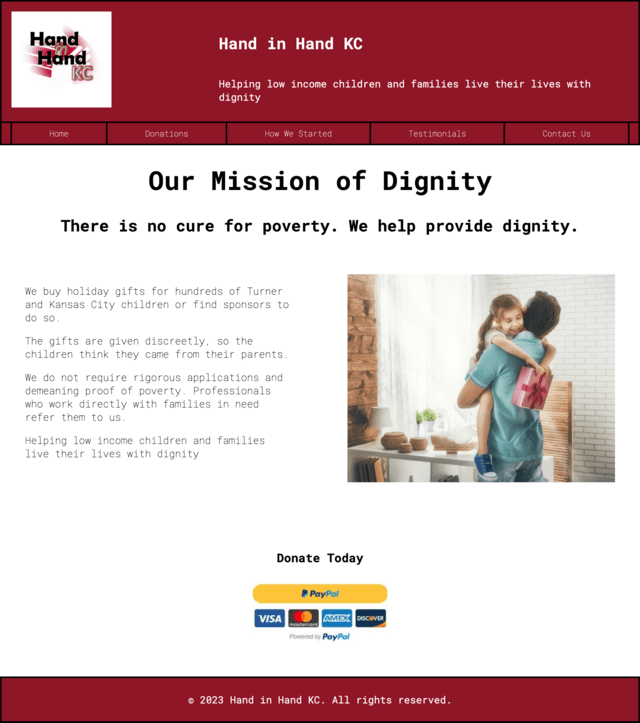 Hand
in
Hand
KC
Hand in Hand KC
Helping low income children and families live their lives with
dignity
Home
Donations
How We Started
Testimonials
Contact Us
Our Mission of Dignity
There is no cure for poverty. We help provide dignity.
We buy holiday gifts for hundreds of Turner
and Kansas City children or find sponsors to
do so.
The gifts are given discreetly, so the
children think they came from their parents.
We do not require rigorous applications and
demeaning proof of poverty. Professionals
who work directly with families in need
refer them to us.
Helping low income children and families
live their lives with dignity
Donate Today
PayPal
VISA
mastercard
AMEX
DISCOVER
Powered by PayPal
© 2023 Hand in Hand KC. All rights reserved.